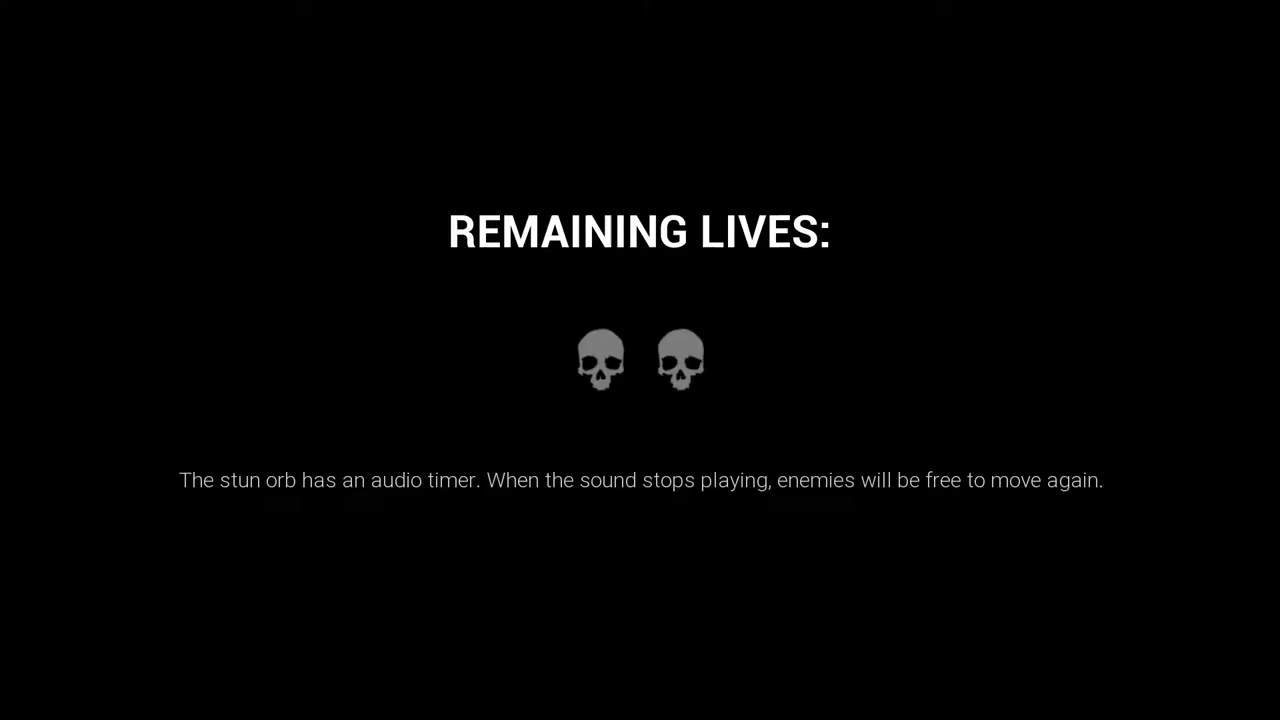 REMAINING LIVES:
The stun orb has an audio timer. When the sound stops playing, enemies will be free to move again.